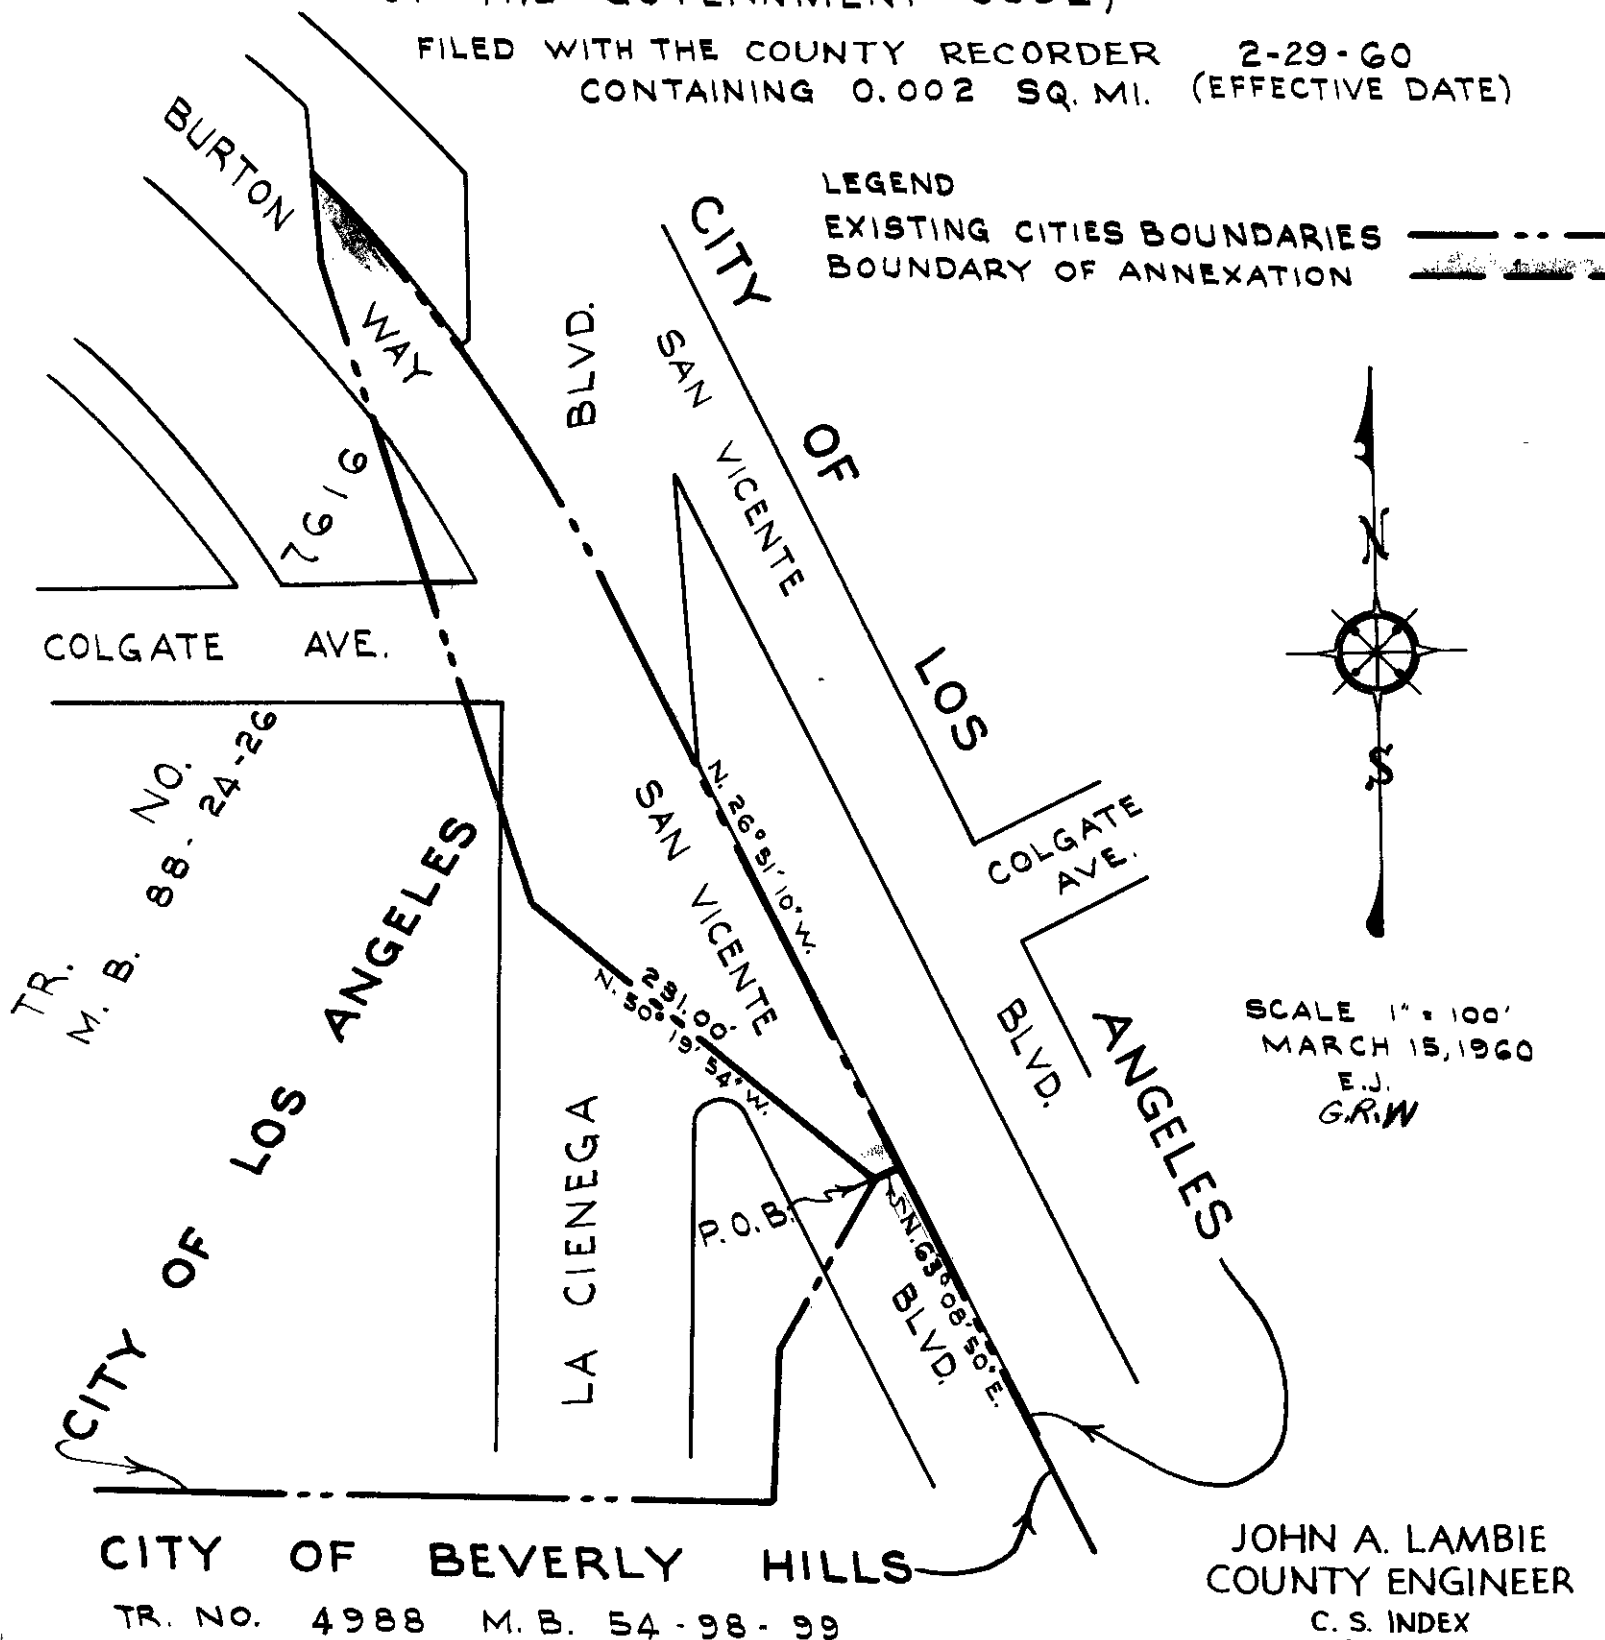 OF THE GOVERNMENT CODE)
FILED WITH THE COUNTY RECORDER 2-29-60
CONTAINING 0.002 SQ. MI. (EFFECTIVE DATE)
LEGEND
EXISTING CITIES BOUNDARIES
BOUNDARY OF ANNEXATION
BURTON WAY
BLVD.
SAN VICENTE
CITY OF LOS ANGELES
7616
COLGATE AVE.
N
S
TR. NO.
M. B. 88-24-26
CITY OF LOS ANGELES
N. 26° 51' 10" W.
SAN VICENTE
COLGATE
AVE.
BLVD.
231.00'
N. 50° 19' 54" W.
SCALE 1" = 100'
MARCH 15, 1960
E.J.
G.R.W
LA CIENEGA
P.O.B.
N. 63° 08' 50" E.
BLVD.
CITY OF BEVERLY HILLS
TR. NO. 4988 M. B. 54-98-99
JOHN A. LAMBIE
COUNTY ENGINEER
C. S. INDEX